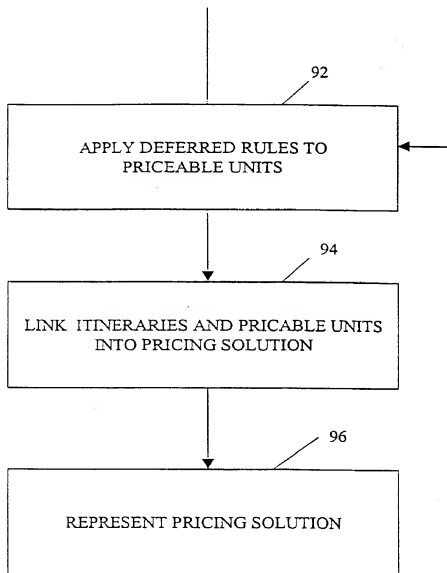 92
APPLY DEFERRED RULES TO
PRICEABLE UNITS
94
LINK ITINERARIES AND PRICABLE UNITS
INTO PRICING SOLUTION
96
REPRESENT PRICING SOLUTION